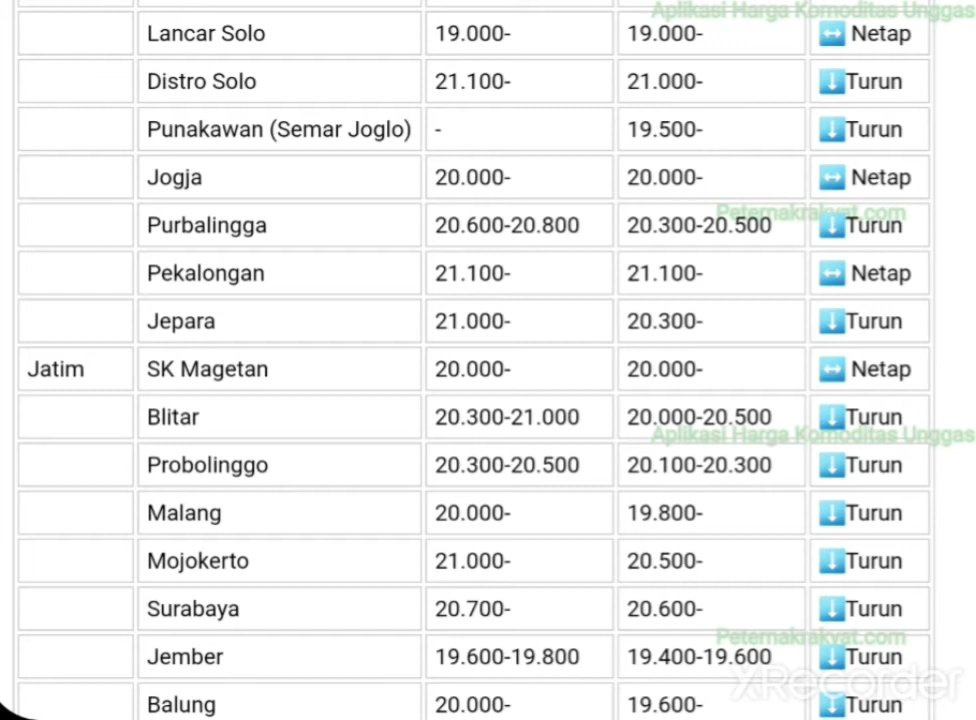 Aplikasi Harga Komoditas Unggas
Lancar Solo 19.000- 19.000- ↔ Netap
Distro Solo 21.100- 21.000- ↓ Turun
Punakawan (Semar Joglo) - 19.500- ↓ Turun
Jogja 20.000- 20.000- ↔ Netap
Peternakrakyat.com
Purbalingga 20.600-20.800 20.300-20.500 ↓ Turun
Pekalongan 21.100- 21.100- ↔ Netap
Jepara 21.000- 20.300- ↓ Turun
Jatim SK Magetan 20.000- 20.000- ↔ Netap
Blitar 20.300-21.000 20.000-20.500 ↓ Turun
Aplikasi Harga Komoditas Unggas
Probolinggo 20.300-20.500 20.100-20.300 ↓ Turun
Malang 20.000- 19.800- ↓ Turun
Mojokerto 21.000- 20.500- ↓ Turun
Surabaya 20.700- 20.600- ↓ Turun
Peternakrakyat.com
Jember 19.600-19.800 19.400-19.600 ↓ Turun
XRecorder
Balung 20.000- 19.600- ↓ Turun